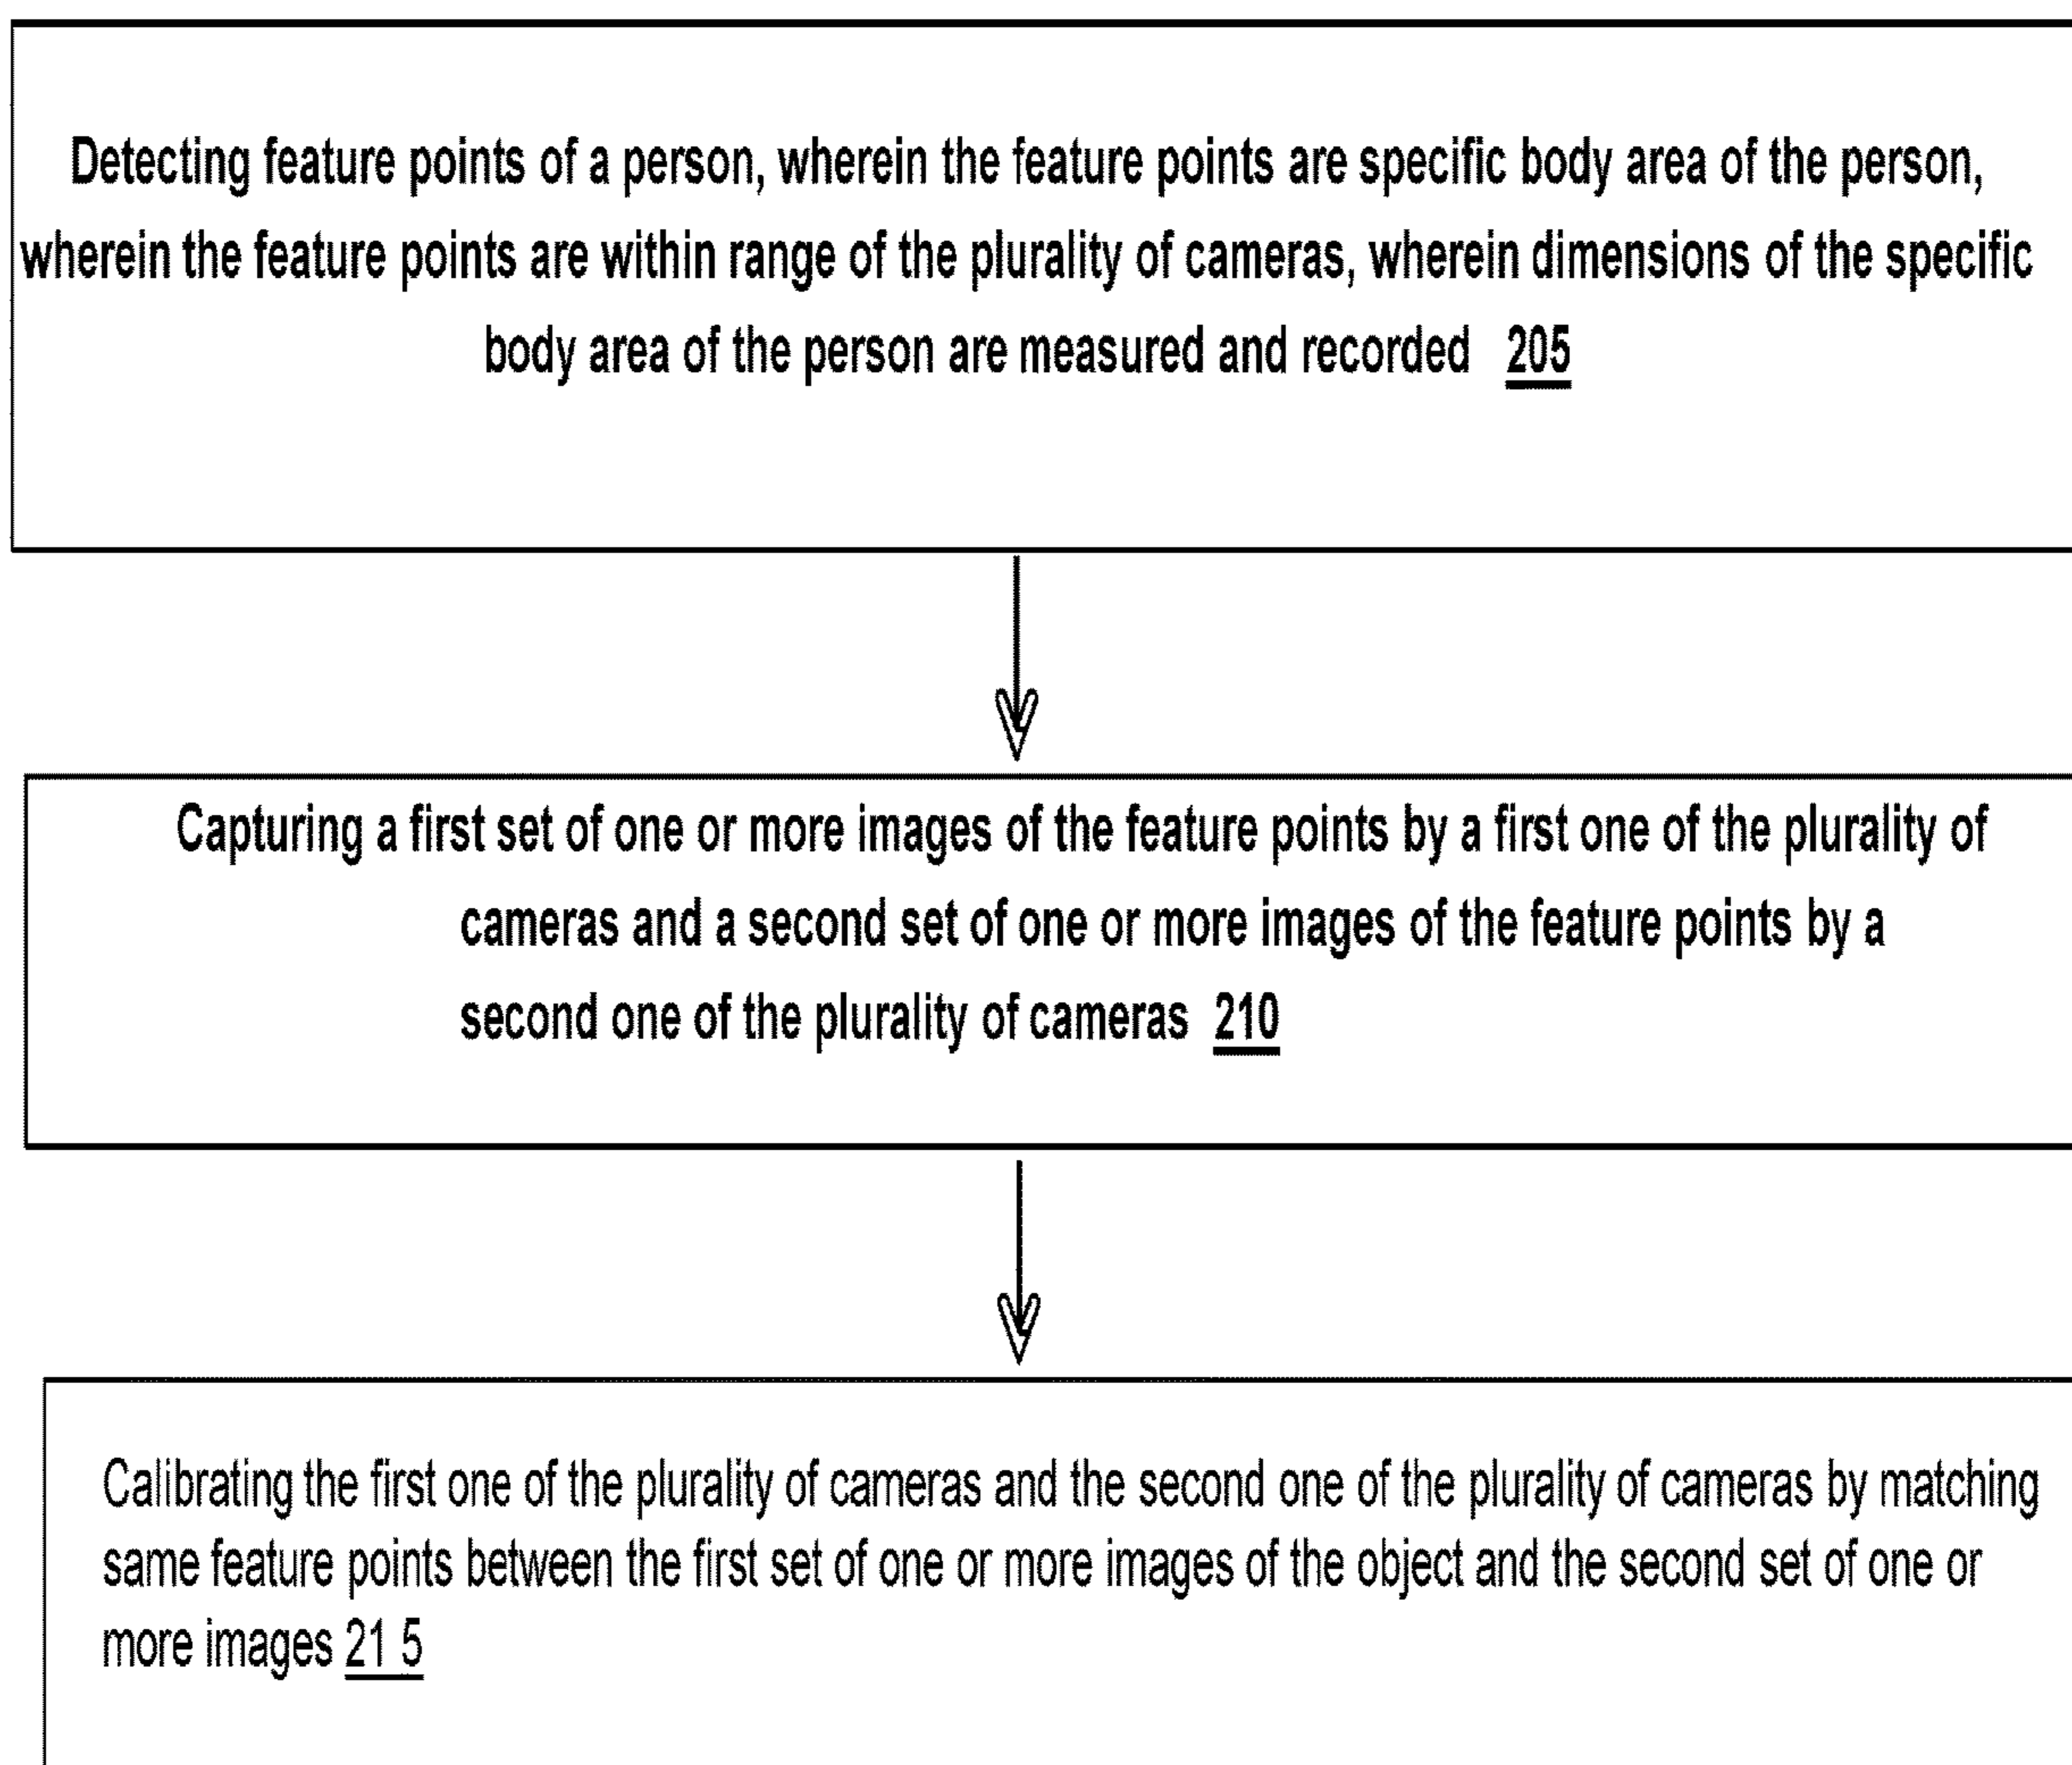 Detecting feature points of a person, wherein the feature points are specific body area of the person,
wherein the feature points are within range of the plurality of cameras, wherein dimensions of the specific
body area of the person are measured and recorded 205
Capturing a first set of one or more images of the feature points by a first one of the plurality of
cameras and a second set of one or more images of the feature points by a
second one of the plurality of cameras 210
Calibrating the first one of the plurality of cameras and the second one of the plurality of cameras by matching
same feature points between the first set of one or more images of the object and the second set of one or
more images 21 5